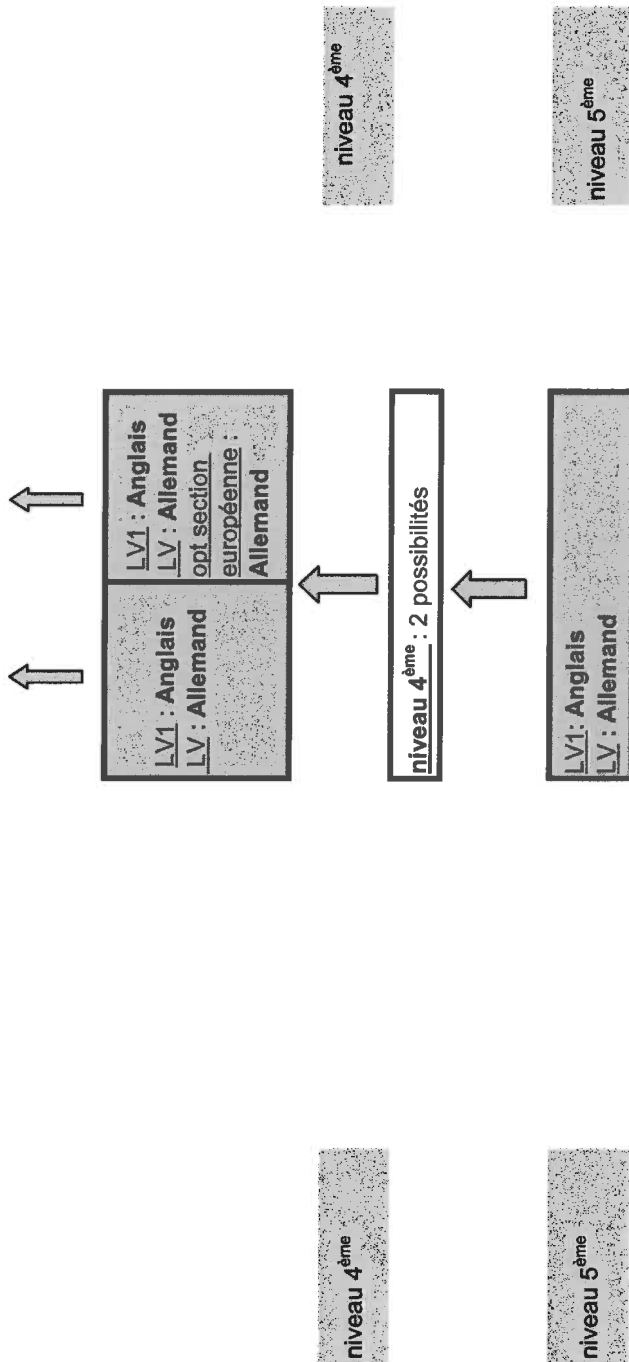 LV1 : Anglais
LV : Allemand
LV1 : Anglais
LV : Allemand
opt section
européenne :
Allemand
niveau 4ème
niveau 4ème
niveau 4ème : 2 possibilités
niveau 5ème
LV1: Anglais
LV : Allemand
niveau 5ème